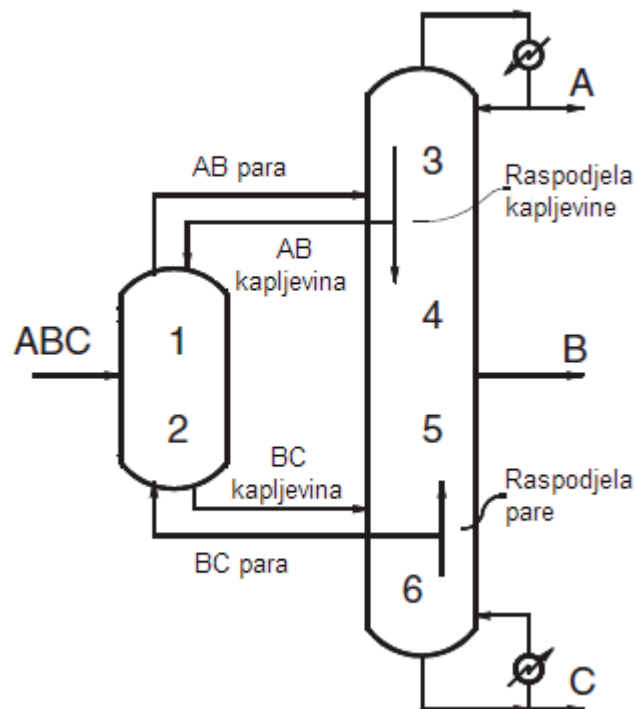 A
3
AB para
Raspodjela
kapljevine
AB
kapljevina
4
ABC
1
B
2
5
BC
kapljevina
Raspodjela
pare
BC para
6
C